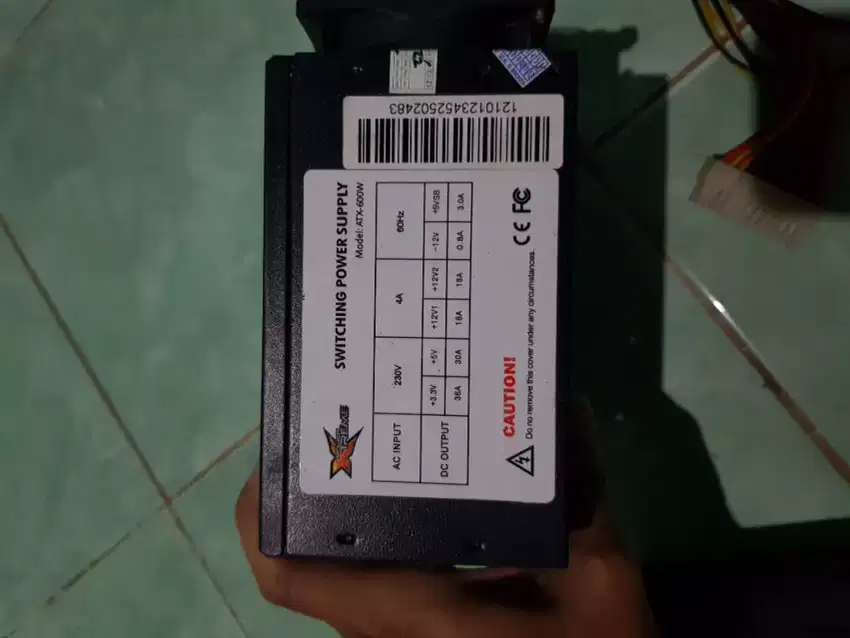 1210123452502483
XTREME
SWITCHING POWER SUPPLY
Model: ATX-600W
AC INPUT 230V 4A 60Hz
DC OUTPUT +3.3V +5V +12V1 +12V2 -12V +5VSB
36A 30A 18A 18A 0.8A 3.0A
CAUTION!
Do no remove this cover under any circumstances.
CE FC